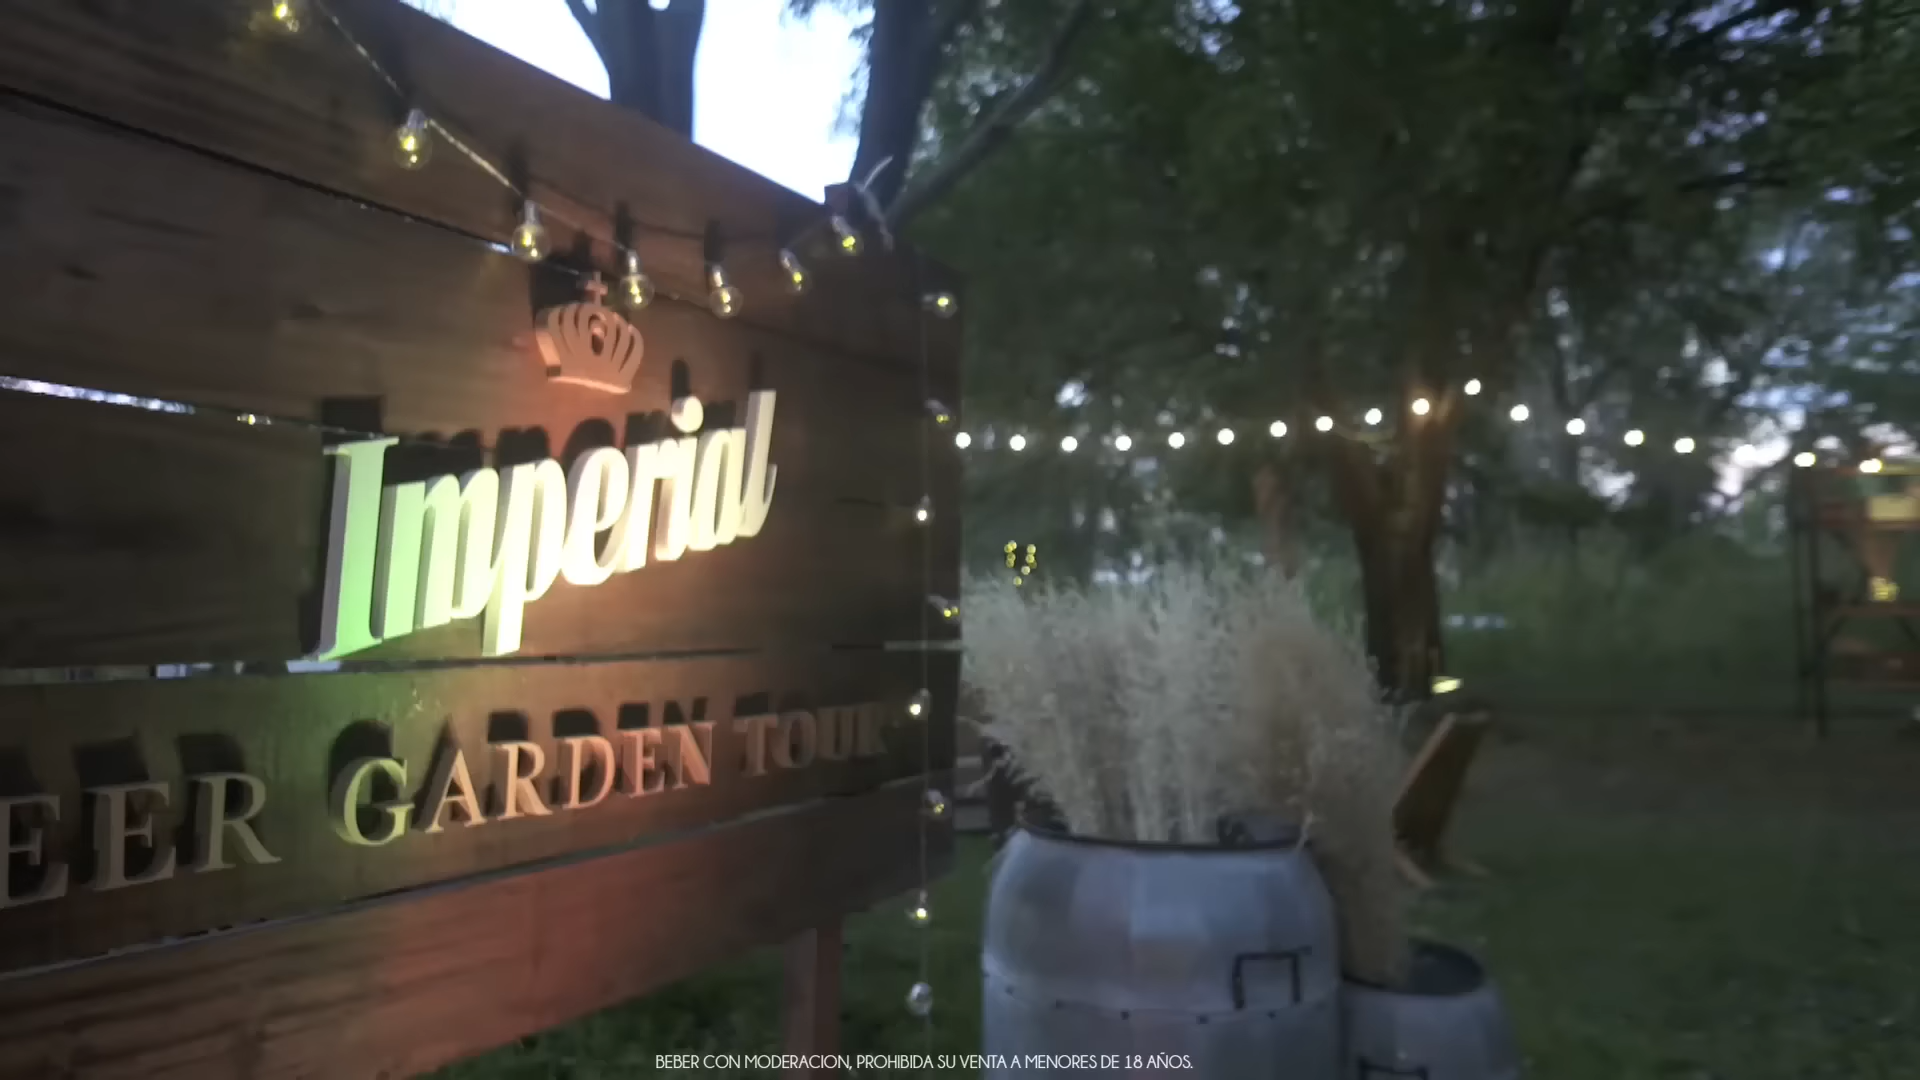 Imperial
EER GARDEN TOUR
BEBER CON MODERACION, PROHIBIDA SU VENTA A MENORES DE 18 AÑOS.